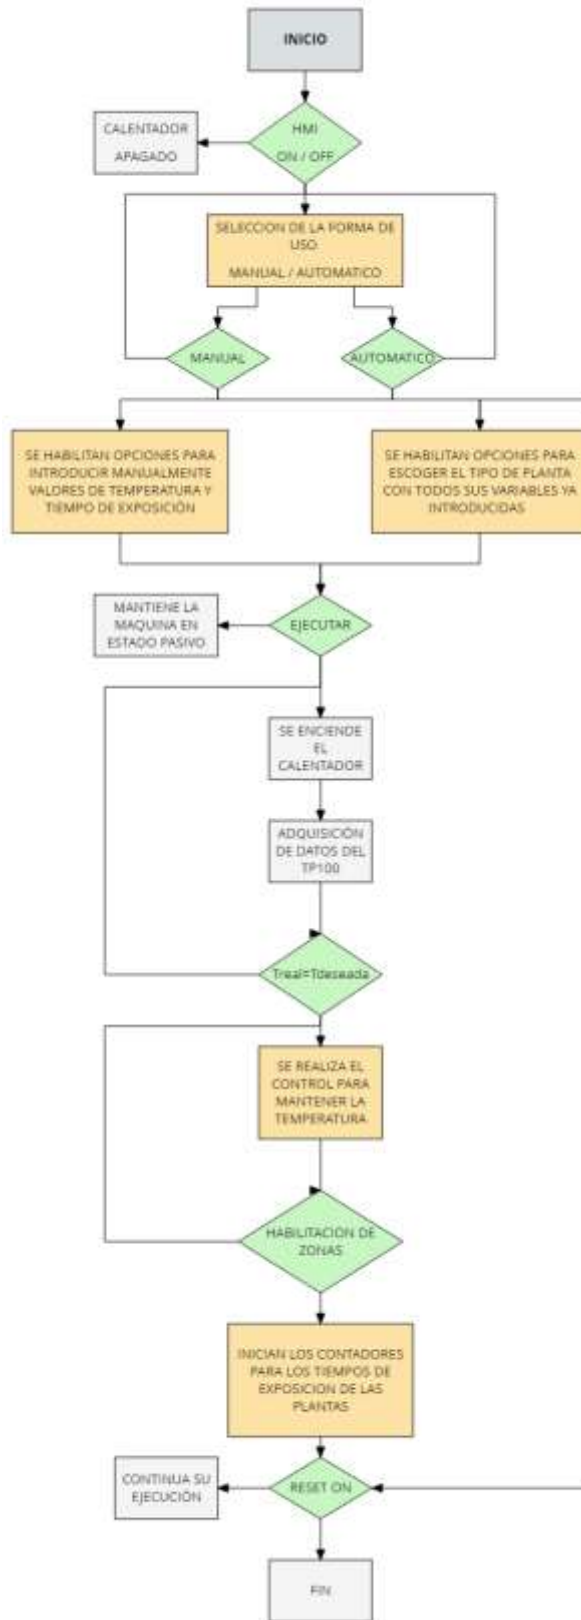 INICIO
CALENTADOR
APAGADO
HMI
ON / OFF
SELECCION DE LA FORMA DE
USO
MANUAL / AUTOMATICO
MANUAL
AUTOMATICO
SE HABILITAN OPCIONES PARA
INTRODUCIR MANUALMENTE
VALORES DE TEMPERATURA Y
TIEMPO DE EXPOSICIÓN
SE HABILITAN OPCIONES PARA
ESCOGER EL TIPO DE PLANTA
CON TODOS SUS VARIABLES YA
INTRODUCIDAS
MANTIENE LA
MAQUINA EN
ESTADO PASIVO
EJECUTAR
SE ENCIENDE
EL
CALENTADOR
ADQUISICIÓN
DE DATOS DEL
TP100
Treal=Tdeseada
SE REALIZA EL
CONTROL PARA
MANTENER LA
TEMPERATURA
HABILITACION DE
ZONAS
INICIAN LOS CONTADORES
PARA LOS TIEMPOS DE
EXPOSICION DE LAS
PLANTAS
CONTINUA SU
EJECUCIÓN
RESET ON
FIN